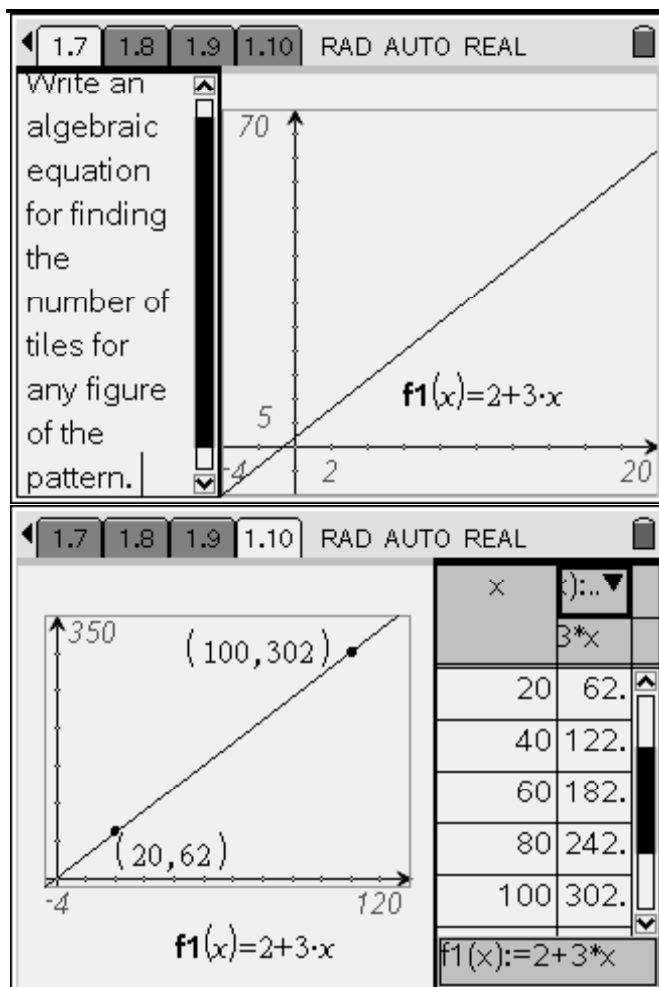 1.7 1.8 1.9 1.10 RAD AUTO REAL
Write an
algebraic
equation
for finding
the
number of
tiles for
any figure
of the
pattern.
70
f1(x)=2+3·x
5
-4 2 20
1.7 1.8 1.9 1.10 RAD AUTO REAL
350
(100,302)
(20,62)
-4 120
f1(x)=2+3·x
x ):..▼
3*x
20 62.
40 122.
60 182.
80 242.
100 302.
f1(x):=2+3*x